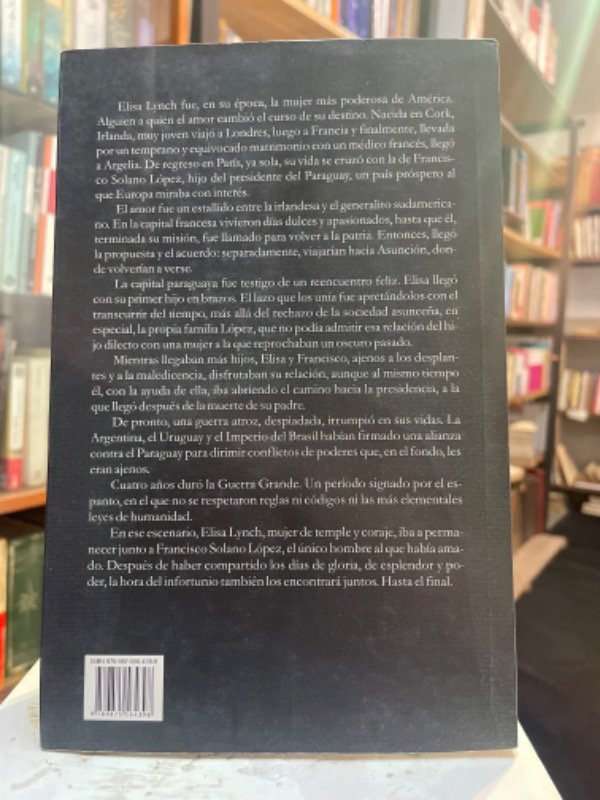 Elisa Lynch fue, en su época, la mujer más poderosa de América.
Alguien a quien el amor cambió el curso de su destino. Nacida en Cork,
Irlanda, muy joven viajó a Londres, luego a Francia y finalmente, llevada
por un temprano y equivocado matrimonio con un médico francés, llegó
a Argelia. De regreso en París, ya sola, su vida se cruzó con la de Francis-
co Solano López, hijo del presidente del Paraguay, un país próspero al
que Europa miraba con interés.
El amor fue un estallido entre la irlandesa y el generalito sudamerica-
no. En la capital francesa vivieron días dulces y apasionados, hasta que él,
terminada su misión, fue llamado para volver a la patria. Entonces, llegó
la propuesta y el acuerdo: separadamente, viajarían hacia Asunción, don-
de volverían a verse.
La capital paraguaya fue testigo de un reencuentro feliz. Elisa llegó
con su primer hijo en brazos. El lazo que los unía fue apretándolos con el
transcurrir del tiempo, más allá del rechazo de la sociedad asunceña, en
especial, la propia familia López, que no podía admitir esa relación del hi-
jo dilecto con una mujer a la que reprochaban un oscuro pasado.
Mientras llegaban más hijos, Elisa y Francisco, ajenos a los desplan-
tes y a la maledicencia, disfrutaban su relación, aunque al mismo tiempo
él, con la ayuda de ella, iba abriendo el camino hacia la presidencia, a la
que llegó después de la muerte de su padre.
De pronto, una guerra atroz, despiadada, irrumpió en sus vidas. La
Argentina, el Uruguay y el Imperio del Brasil habían firmado una alianza
contra el Paraguay para dirimir conflictos de poderes que, en el fondo, les
eran ajenos.
Cuatro años duró la Guerra Grande. Un período signado por el es-
panto, en el que no se respetaron reglas ni códigos ni las más elementales
leyes de humanidad.
En ese escenario, Elisa Lynch, mujer de temple y coraje, iba a perma-
necer junto a Francisco Solano López, el único hombre al que había ama-
do. Después de haber compartido los días de gloria, de esplendor y po-
der, la hora del infortunio también los encontrará juntos. Hasta el final.